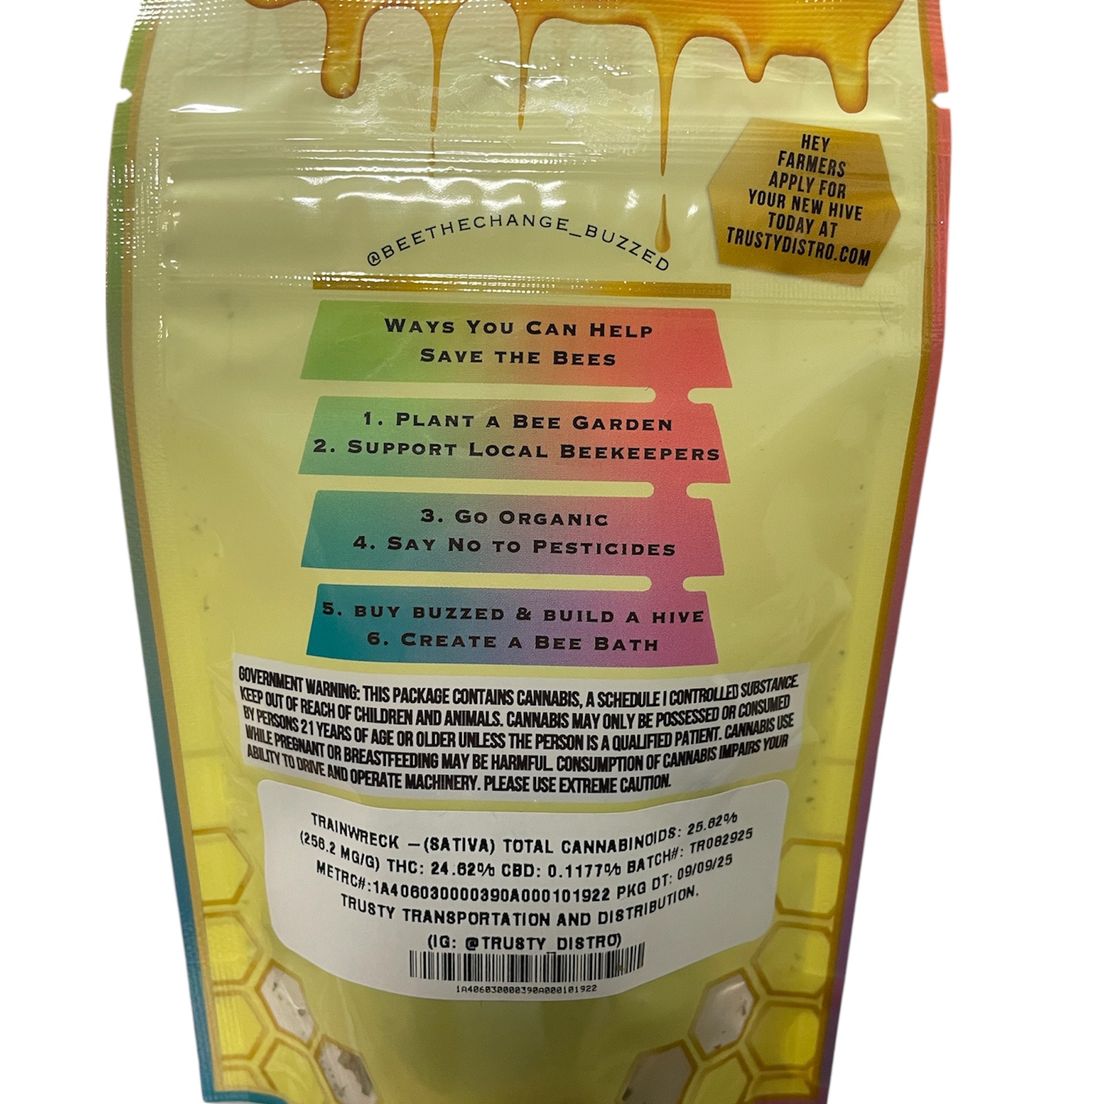 HEY
FARMERS
APPLY FOR
YOUR NEW HIVE
TODAY AT
TRUSTYDISTRO.COM
@BEETHECHANGE_BUZZED
WAYS YOU CAN HELP
SAVE THE BEES
1. PLANT A BEE GARDEN
2. SUPPORT LOCAL BEEKEEPERS
3. GO ORGANIC
4. SAY NO TO PESTICIDES
5. BUY BUZZED & BUILD A HIVE
6. CREATE A BEE BATH
GOVERNMENT WARNING: THIS PACKAGE CONTAINS CANNABIS, A SCHEDULE I CONTROLLED SUBSTANCE.
KEEP OUT OF REACH OF CHILDREN AND ANIMALS. CANNABIS MAY ONLY BE POSSESSED OR CONSUMED
BY PERSONS 21 YEARS OF AGE OR OLDER UNLESS THE PERSON IS A QUALIFIED PATIENT. CANNABIS USE
WHILE PREGNANT OR BREASTFEEDING MAY BE HARMFUL. CONSUMPTION OF CANNABIS IMPAIRS YOUR
ABILITY TO DRIVE AND OPERATE MACHINERY. PLEASE USE EXTREME CAUTION.
TRAINWRECK – (SATIVA) TOTAL CANNABINOIDS: 25.62%
(256.2 MG/G) THC: 24.62% CBD: 0.1177% BATCH#: TR082925
METRC#:1A406030000390A000101922 PKG DT: 09/09/25
TRUSTY TRANSPORTATION AND DISTRIBUTION.
(IG: @TRUSTY_DISTRO)
1A406030000390A000101922